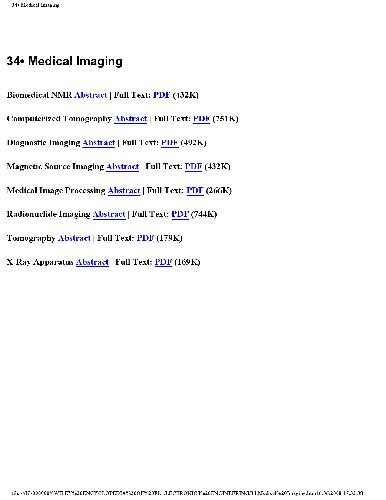 34• Medical Imaging
34• Medical Imaging
Biomedical NMR Abstract | Full Text: PDF (432K)
Computerized Tomography Abstract | Full Text: PDF (751K)
Diagnostic Imaging Abstract | Full Text: PDF (492K)
Magnetic Source Imaging Abstract | Full Text: PDF (432K)
Medical Image Processing Abstract | Full Text: PDF (266K)
Radionuclide Imaging Abstract | Full Text: PDF (744K)
Tomography Abstract | Full Text: PDF (179K)
X-Ray Apparatus Abstract | Full Text: PDF (169K)